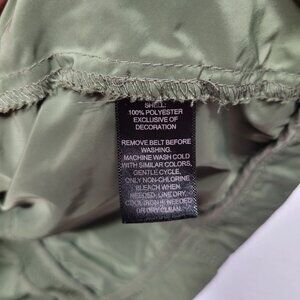 SHELL:
100% POLYESTER
EXCLUSIVE OF
DECORATION
REMOVE BELT BEFORE
WASHING.
MACHINE WASH COLD
WITH SIMILAR COLORS,
GENTLE CYCLE,
ONLY NON-CHLORINE
BLEACH WHEN
NEEDED, LINE DRY,
COOL IRON IF NEEDED
OR DRY CLEAN.